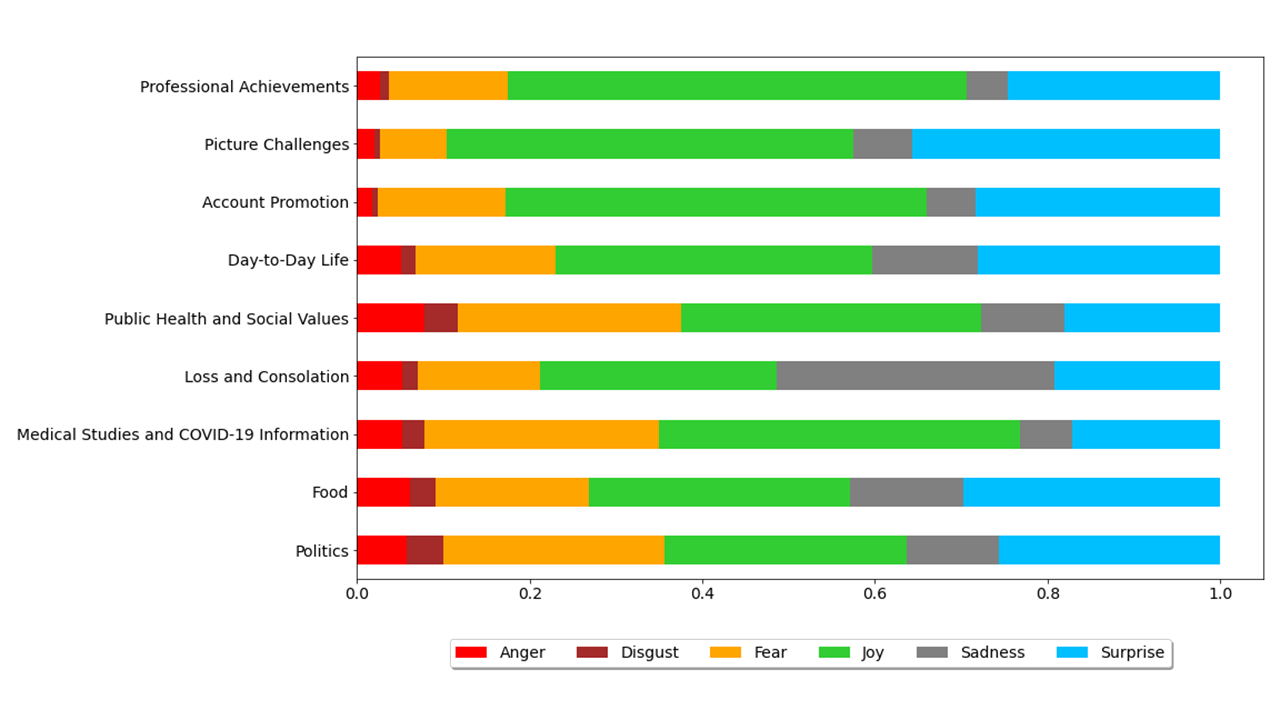 Professional Achievements
Picture Challenges
Account Promotion
Day-to-Day Life
Public Health and Social Values
Loss and Consolation
Medical Studies and COVID-19 Information
Food
Politics
0.0 0.2 0.4 0.6 0.8 1.0
Anger Disgust Fear Joy Sadness Surprise